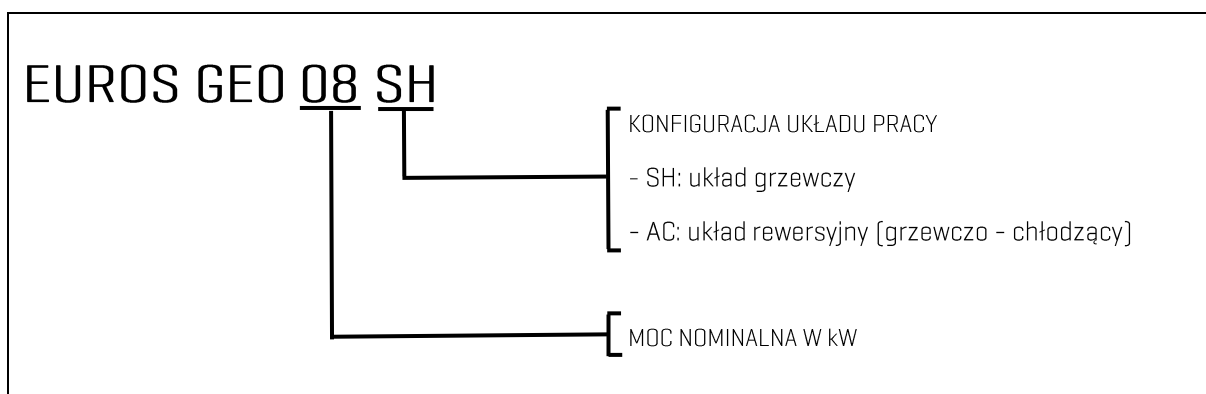 EUROS GEO 08 SH
KONFIGURACJA UKŁADU PRACY
- SH: układ grzewczy
- AC: układ rewersyjny (grzewczo - chłodzący)
MOC NOMINALNA W kW